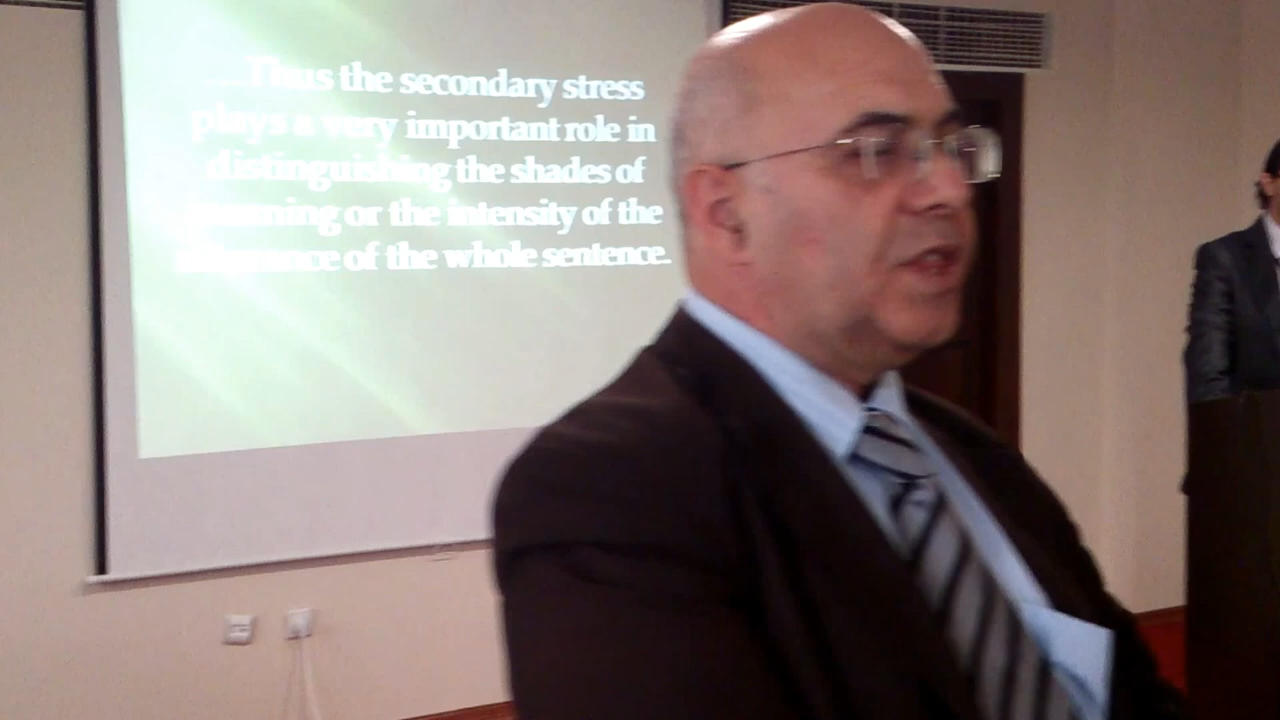 Thus the secondary stress
plays a very important role in
distinguishing the shades of
meaning or the intensity of the
of the whole sentence.